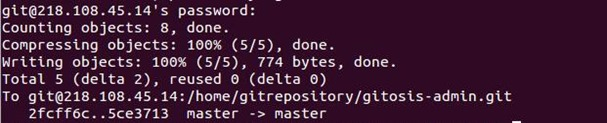 git@218.108.45.14's password:
Counting objects: 8, done.
Compressing objects: 100% (5/5), done.
Writing objects: 100% (5/5), 774 bytes, done.
Total 5 (delta 2), reused 0 (delta 0)
To git@218.108.45.14:/home/gitrepository/gitosis-admin.git
   2fcff6c..5ce3713  master -> master